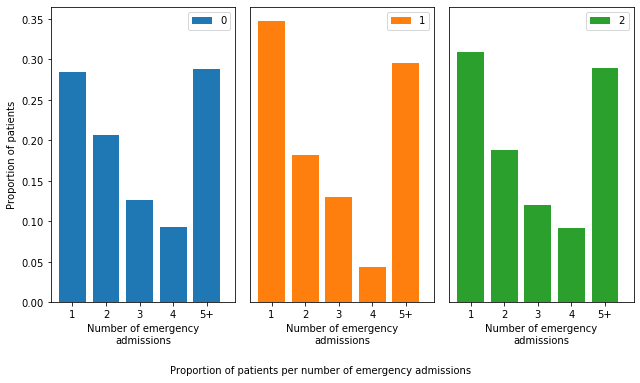 0
1
2
0.35
0.30
0.25
0.20
0.15
0.10
0.05
0.00
Proportion of patients
1 2 3 4 5+
1 2 3 4 5+
1 2 3 4 5+
Number of emergency
admissions
Number of emergency
admissions
Number of emergency
admissions
Proportion of patients per number of emergency admissions